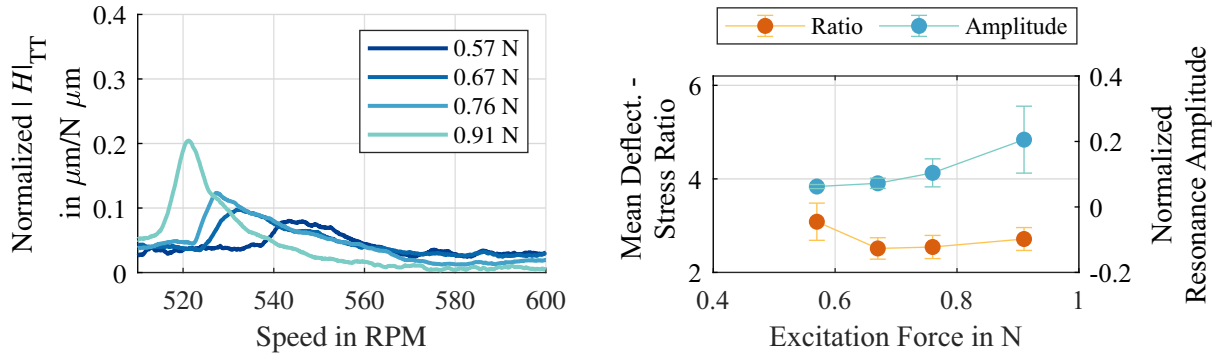 Normalized |H|TT
in μm/N μm
0.4
0.3
0.2
0.1
0
520
540
560
580
600
Speed in RPM
0.57 N
0.67 N
0.76 N
0.91 N
Ratio
Amplitude
Mean Deflect. -
Stress Ratio
6
4
2
0.4
0.6
0.8
1
Excitation Force in N
0.4
0.2
0
-0.2
Normalized
Resonance Amplitude